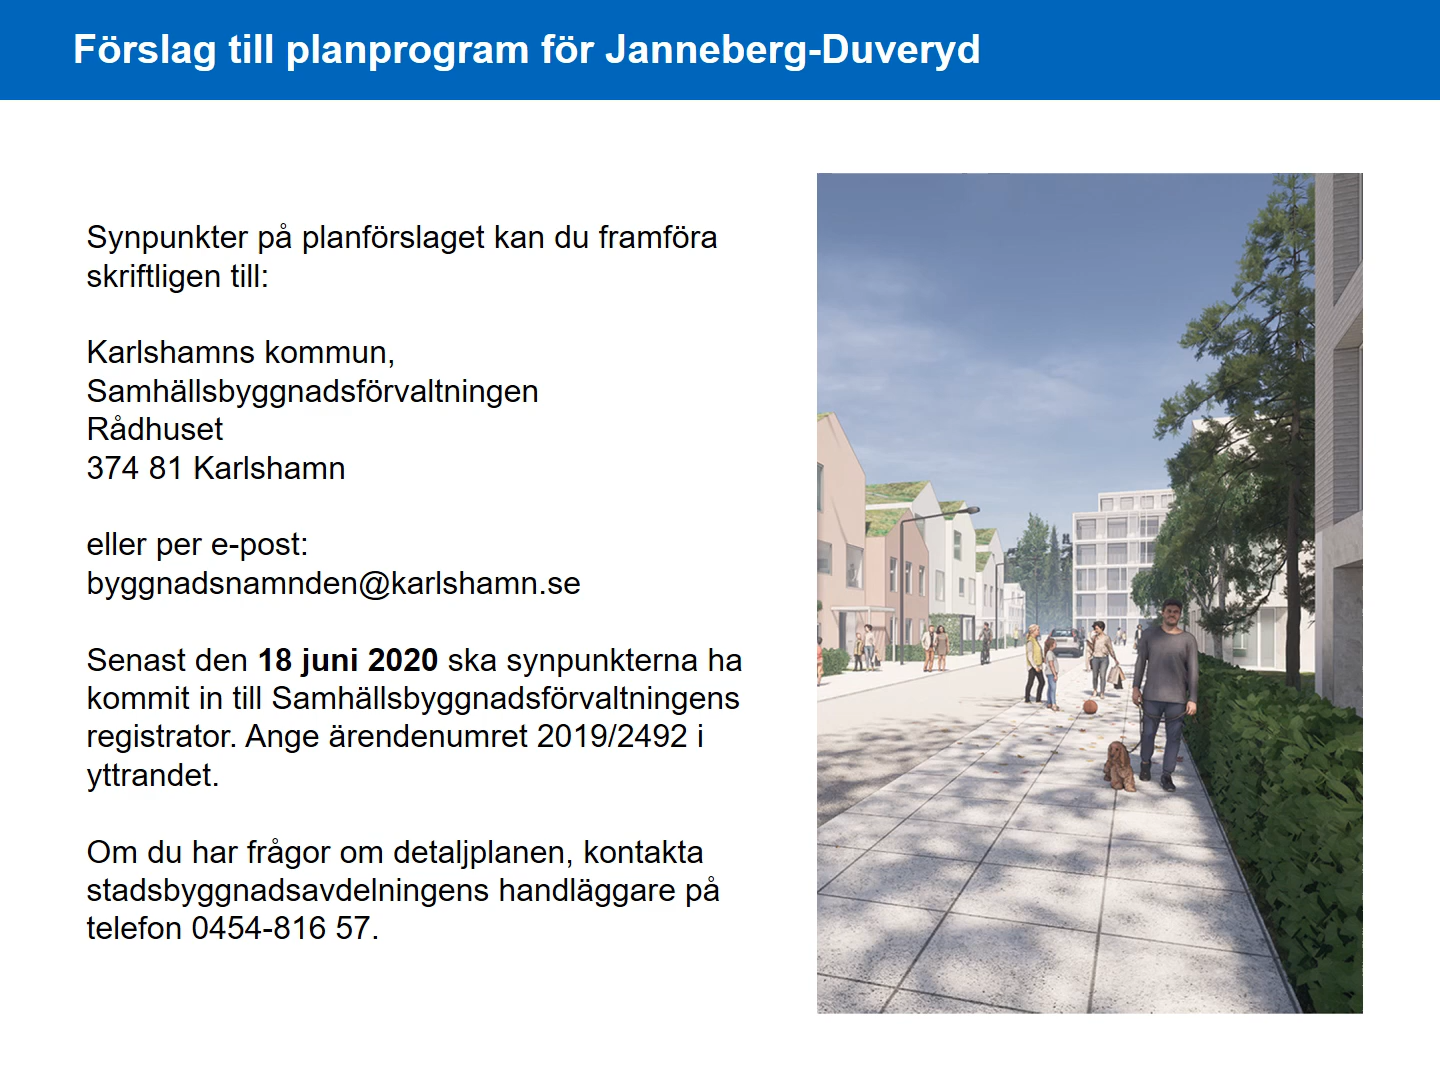 Förslag till planprogram för Janneberg-Duveryd
Synpunkter på planförslaget kan du framföra
skriftligen till:
Karlshamns kommun,
Samhällsbyggnadsförvaltningen
Rådhuset
374 81 Karlshamn
eller per e-post:
byggnadsnamnden@karlshamn.se
Senast den 18 juni 2020 ska synpunkterna ha
kommit in till Samhällsbyggnadsförvaltningens
registrator. Ange ärendenumret 2019/2492 i
yttrandet.
Om du har frågor om detaljplanen, kontakta
stadsbyggnadsavdelningens handläggare på
telefon 0454-816 57.